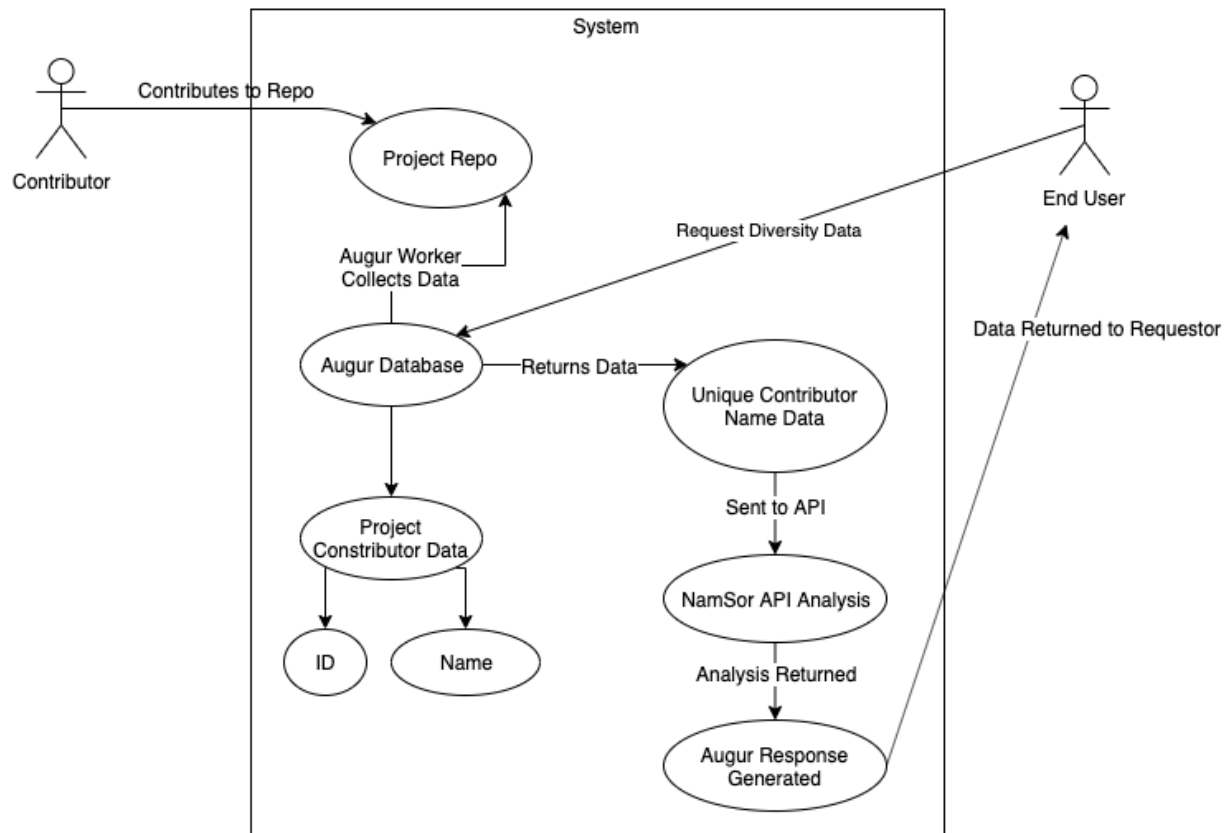 System
Contributes to Repo
Project Repo
Contributor
End User
Request Diversity Data
Augur Worker
Collects Data
Data Returned to Requestor
Augur Database
Returns Data
Unique Contributor
Name Data
Sent to API
Project
Constributor Data
NamSor API Analysis
ID
Name
Analysis Returned
Augur Response
Generated